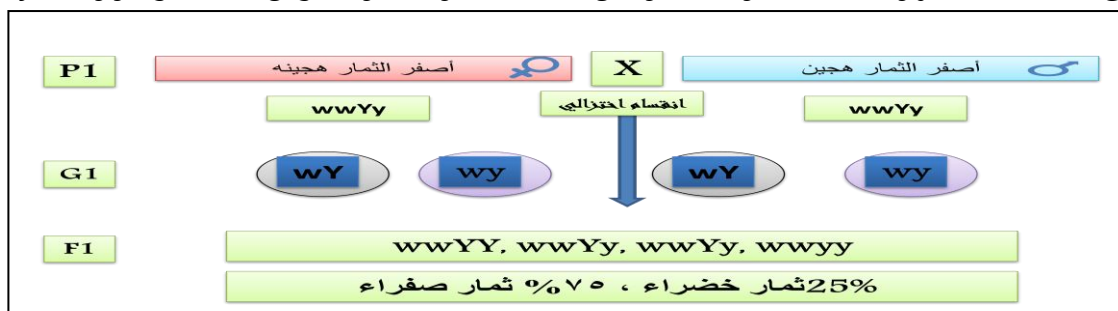 P1 أصفر الثمار هجينه X أصفر الثمار هجين
wwYy انقسام اختزالي wwYy
G1 wY wy wY wy
F1 wwYY, wwYy, wwYy, wwyy
25%ثمار خضراء ، ٧٥% ثمار صفراء